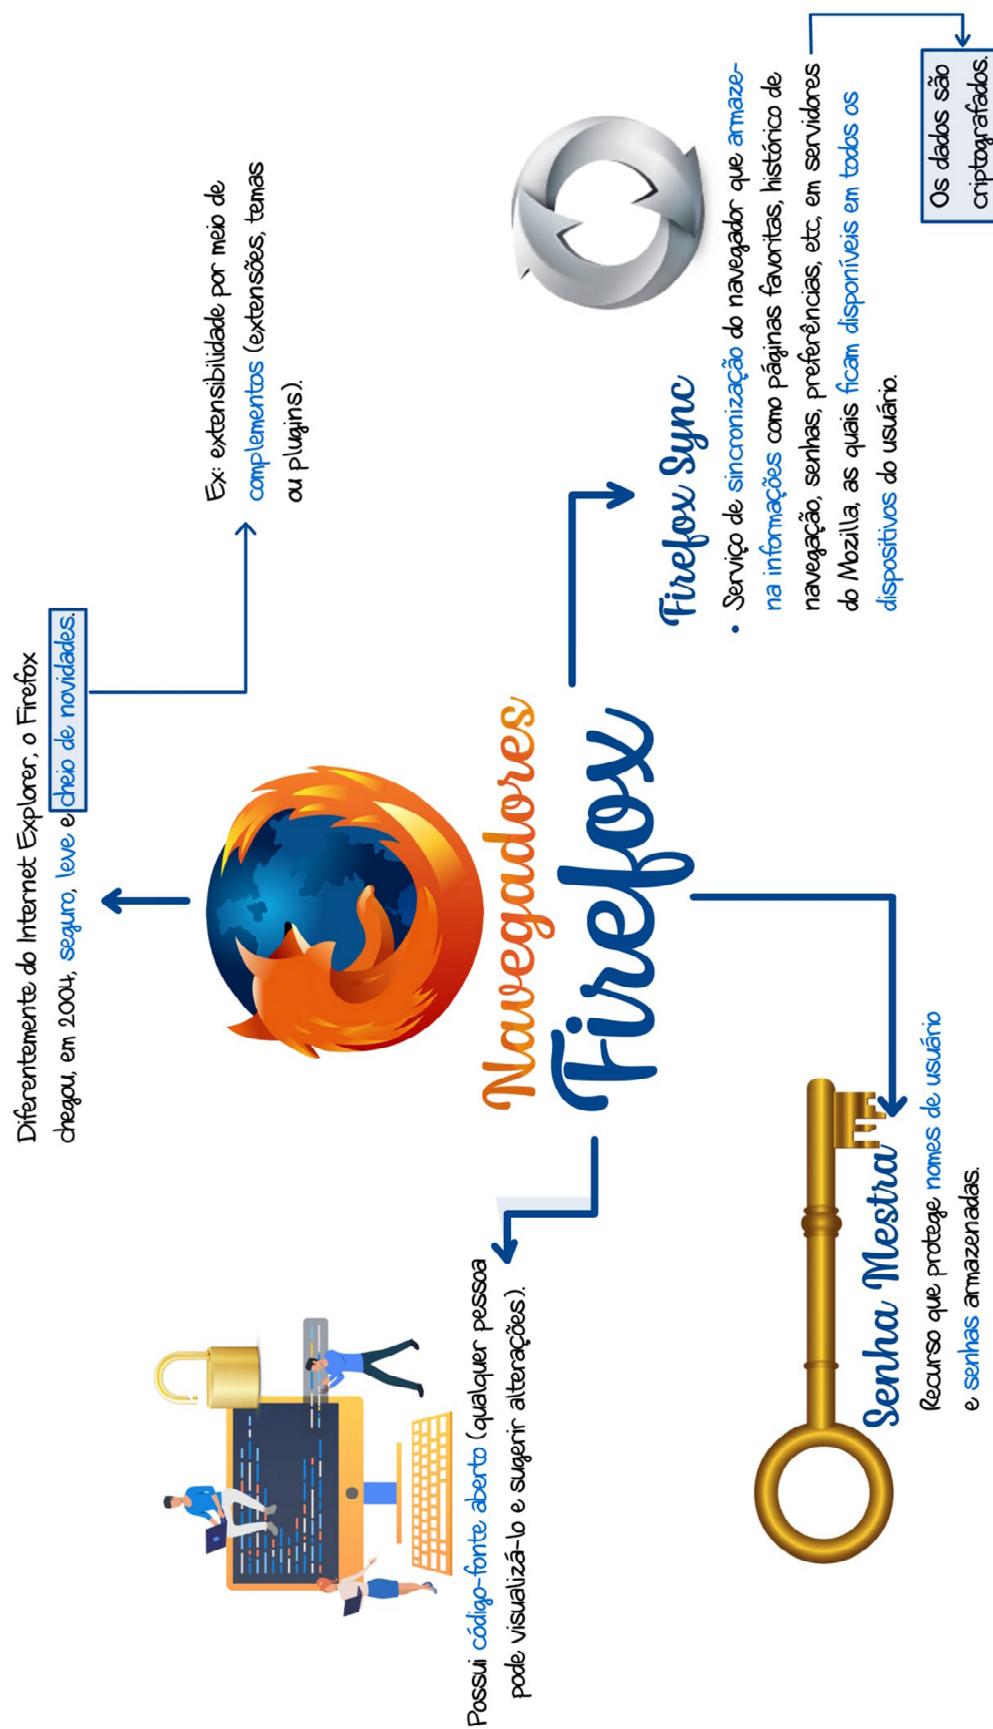 Diferentemente do Internet Explorer, o Firefox
chegou, em 2004, seguro, leve e cheio de novidades.
Ex: extensibilidade por meio de
complementos (extensões, temas
ou plugins).
Possui código-fonte aberto (qualquer pessoa
pode visualizá-lo e sugerir alterações).
Navegadores
Firefox
Firefox Sync
• Serviço de sincronização do navegador que armaze-
na informações como páginas favoritas, histórico de
navegação, senhas, preferências, etc, em servidores
do Mozilla, as quais ficam disponíveis em todos os
dispositivos do usuário.
Os dados são
criptografados.
Senha Mestra
Recurso que protege nomes de usuário
e senhas armazenadas.